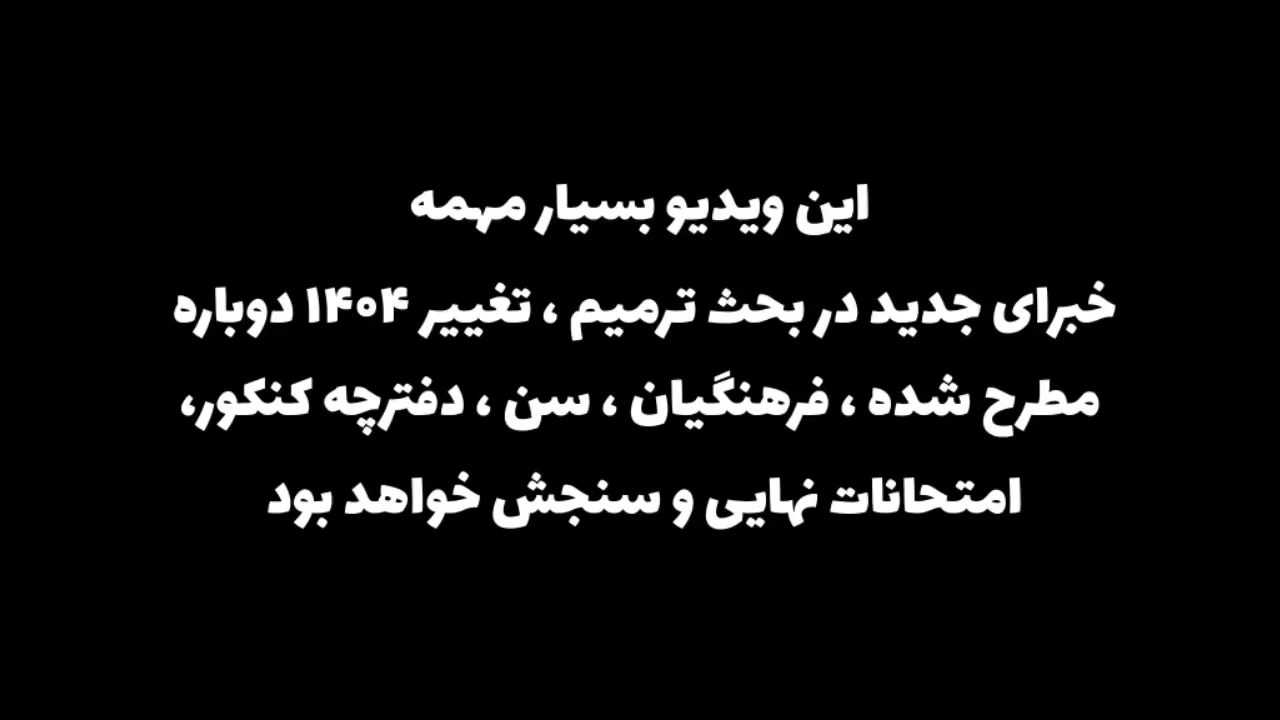 این ویدیو بسیار مهمه
خبرای جدید در بحث ترمیم ، تغییر ۱۴۰۴ دوباره
مطرح شده ، فرهنگیان ، سن ، دفترچه کنکور،
امتحانات نهایی و سنجش خواهد بود